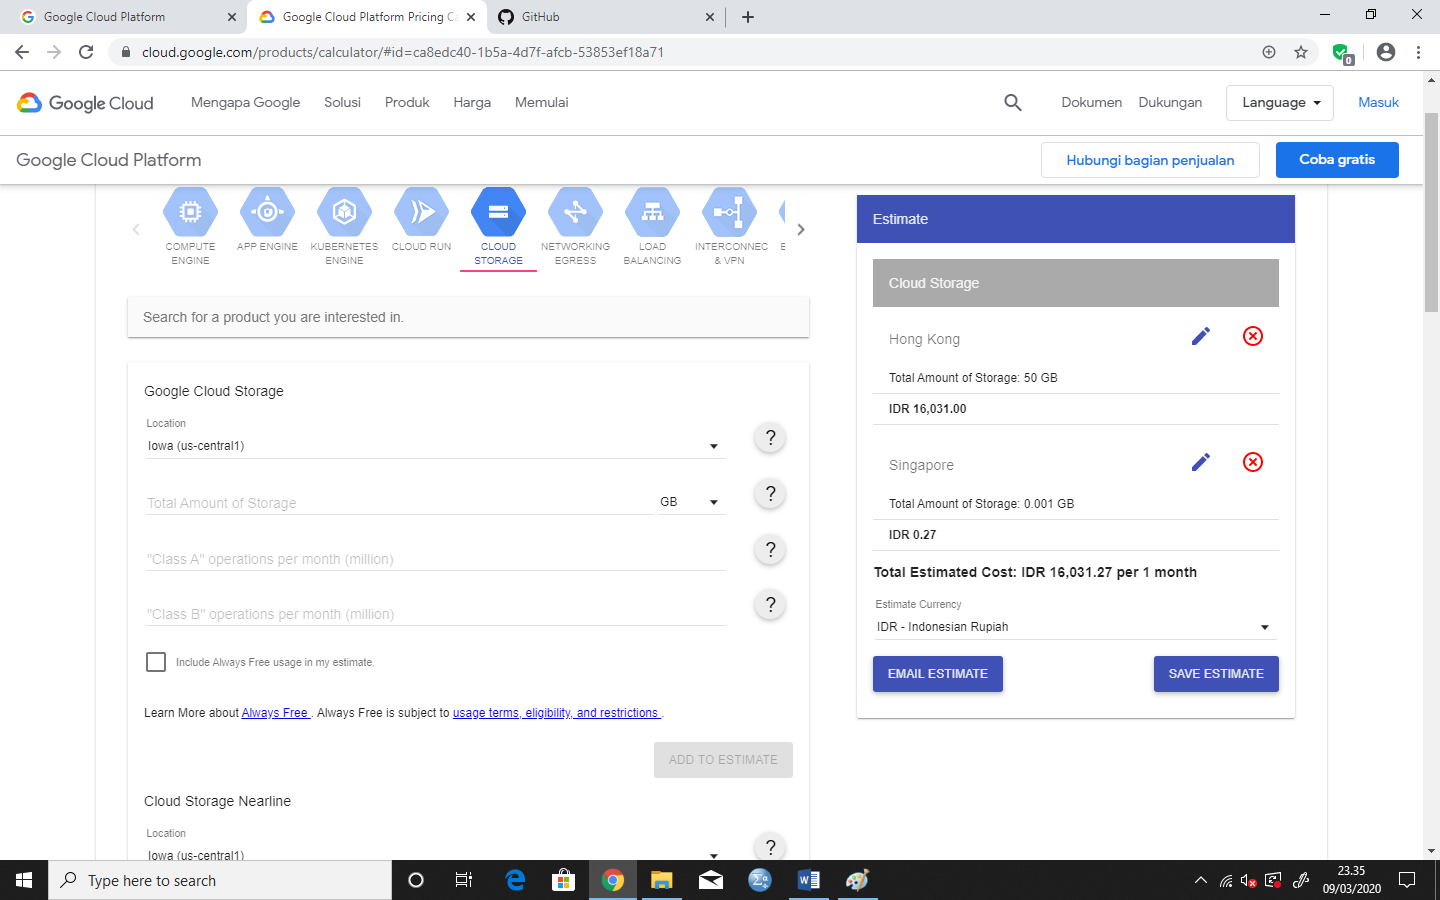 Google Cloud Platform
Google Cloud Platform Pricing Ca
GitHub
cloud.google.com/products/calculator/#id=ca8edc40-1b5a-4d7f-afcb-53853ef18a71
0
Google Cloud
Mengapa Google
Solusi
Produk
Harga
Memulai
Dokumen
Dukungan
Language
Masuk
Google Cloud Platform
Hubungi bagian penjualan
Coba gratis
COMPUTE
ENGINE
APP ENGINE
KUBERNETES
ENGINE
CLOUD RUN
CLOUD
STORAGE
NETWORKING
EGRESS
LOAD
BALANCING
INTERCONNEC
& VPN
E
Search for a product you are interested in.
Google Cloud Storage
Location
Iowa (us-central1)
?
Total Amount of Storage
GB
?
"Class A" operations per month (million)
?
"Class B" operations per month (million)
?
Include Always Free usage in my estimate.
Learn More about Always Free . Always Free is subject to usage terms, eligibility, and restrictions .
ADD TO ESTIMATE
Cloud Storage Nearline
Location
Iowa (us-central1)
?
Estimate
Cloud Storage
Hong Kong
Total Amount of Storage: 50 GB
IDR 16,031.00
Singapore
Total Amount of Storage: 0.001 GB
IDR 0.27
Total Estimated Cost: IDR 16,031.27 per 1 month
Estimate Currency
IDR - Indonesian Rupiah
EMAIL ESTIMATE
SAVE ESTIMATE
Type here to search
23.35
09/03/2020